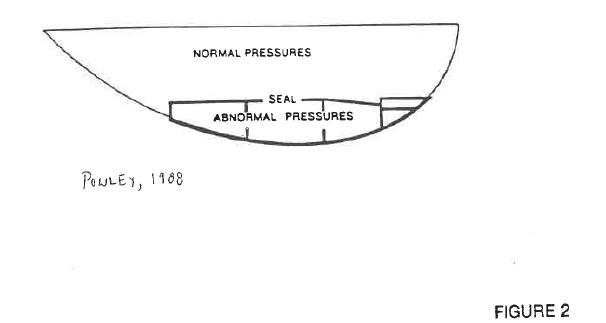 NORMAL PRESSURES
SEAL
ABNORMAL PRESSURES
POWLEY, 1988
FIGURE 2